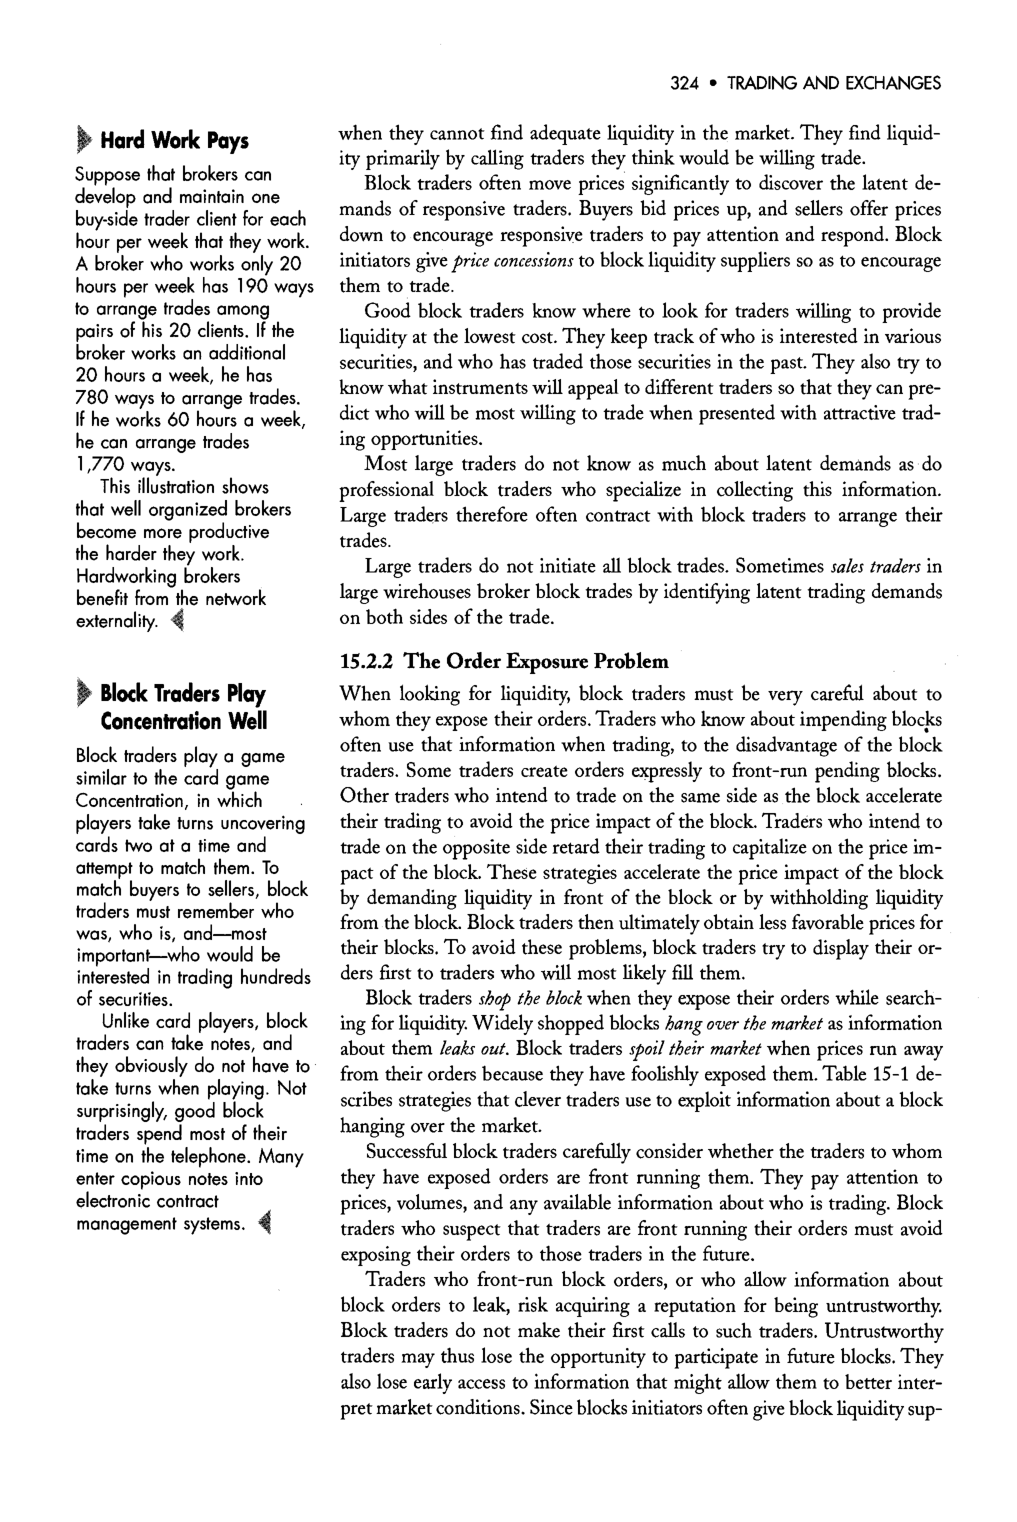 324 • TRADING AND EXCHANGES
Hard Work Pays
Suppose that brokers can
develop and maintain one
buy-side trader client for each
hour per week that they work.
A broker who works only 20
hours per week has 190 ways
to arrange trades among
pairs of his 20 clients. If the
broker works an additional
20 hours a week, he has
780 ways to arrange trades.
If he works 60 hours a week,
he can arrange trades
1,770 ways.
This illustration shows
that well organized brokers
become more productive
the harder they work.
Hardworking brokers
benefit from the network
externality.
Block Traders Play
Concentration Well
Block traders play a game
similar to the card game
Concentration, in which
players take turns uncovering
cards two at a time and
attempt to match them. To
match buyers to sellers, block
traders must remember who
was, who is, and—most
important—who would be
interested in trading hundreds
of securities.
Unlike card players, block
traders can take notes, and
they obviously do not have to
take turns when playing. Not
surprisingly, good block
traders spend most of their
time on the telephone. Many
enter copious notes into
electronic contract
management systems.
when they cannot find adequate liquidity in the market. They find liquid-
ity primarily by calling traders they think would be willing trade.
Block traders often move prices significantly to discover the latent de-
mands of responsive traders. Buyers bid prices up, and sellers offer prices
down to encourage responsive traders to pay attention and respond. Block
initiators give price concessions to block liquidity suppliers so as to encourage
them to trade.
Good block traders know where to look for traders willing to provide
liquidity at the lowest cost. They keep track of who is interested in various
securities, and who has traded those securities in the past. They also try to
know what instruments will appeal to different traders so that they can pre-
dict who will be most willing to trade when presented with attractive trad-
ing opportunities.
Most large traders do not know as much about latent demands as do
professional block traders who specialize in collecting this information.
Large traders therefore often contract with block traders to arrange their
trades.
Large traders do not initiate all block trades. Sometimes sales traders in
large wirehouses broker block trades by identifying latent trading demands
on both sides of the trade.
15.2.2 The Order Exposure Problem
When looking for liquidity, block traders must be very careful about to
whom they expose their orders. Traders who know about impending blocks
often use that information when trading, to the disadvantage of the block
traders. Some traders create orders expressly to front-run pending blocks.
Other traders who intend to trade on the same side as the block accelerate
their trading to avoid the price impact of the block. Traders who intend to
trade on the opposite side retard their trading to capitalize on the price im-
pact of the block. These strategies accelerate the price impact of the block
by demanding liquidity in front of the block or by withholding liquidity
from the block. Block traders then ultimately obtain less favorable prices for
their blocks. To avoid these problems, block traders try to display their or-
ders first to traders who will most likely fill them.
Block traders shop the block when they expose their orders while search-
ing for liquidity. Widely shopped blocks hang over the market as information
about them leaks out. Block traders spoil their market when prices run away
from their orders because they have foolishly exposed them. Table 15-1 de-
scribes strategies that clever traders use to exploit information about a block
hanging over the market.
Successful block traders carefully consider whether the traders to whom
they have exposed orders are front running them. They pay attention to
prices, volumes, and any available information about who is trading. Block
traders who suspect that traders are front running their orders must avoid
exposing their orders to those traders in the future.
Traders who front-run block orders, or who allow information about
block orders to leak, risk acquiring a reputation for being untrustworthy.
Block traders do not make their first calls to such traders. Untrustworthy
traders may thus lose the opportunity to participate in future blocks. They
also lose early access to information that might allow them to better inter-
pret market conditions. Since blocks initiators often give block liquidity sup-